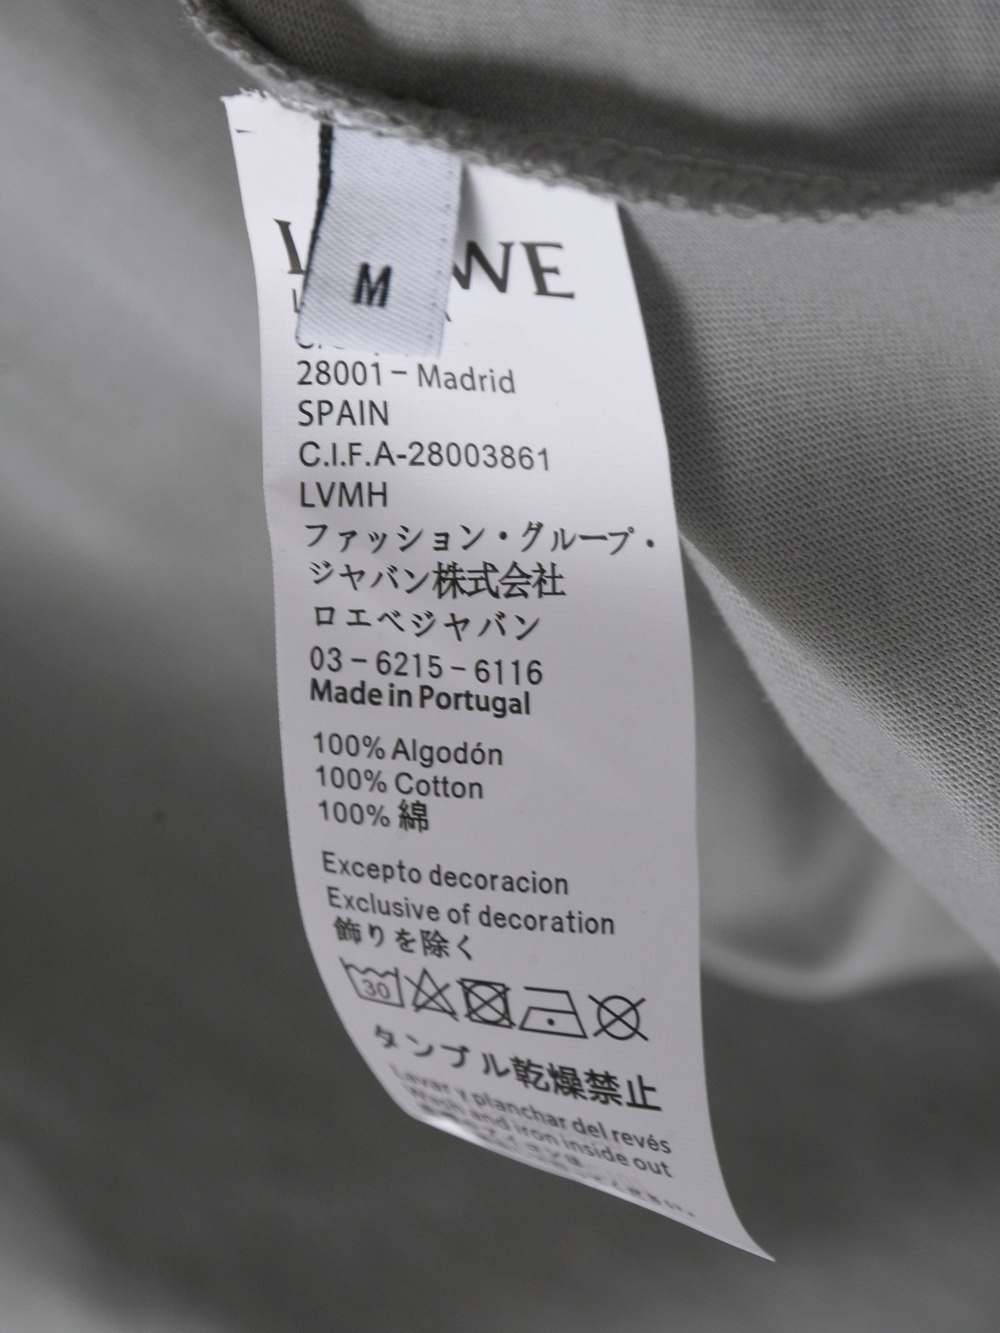 M
28001 – Madrid
SPAIN
C.I.F.A-28003861
LVMH
ファッション・グループ・
ジャバン株式会社
ロエベジャバン
03 – 6215 – 6116
Made in Portugal
100% Algodón
100% Cotton
100% 綿
Excepto decoracion
Exclusive of decoration
飾りを除く
30
タンブル乾燥禁止
Lavar y planchar del revés
Wash and iron inside out